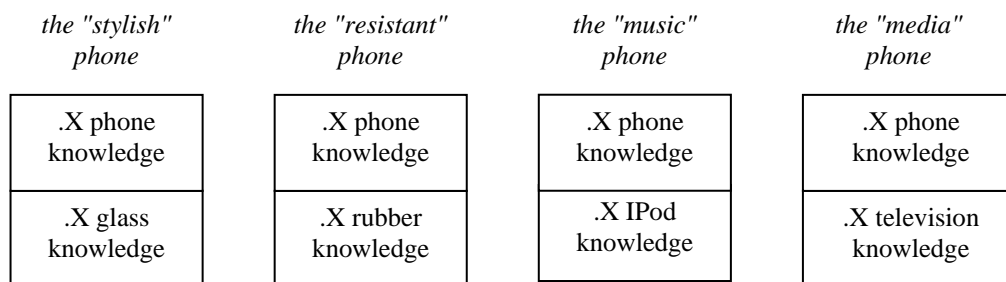 the "stylish"
phone
the "resistant"
phone
the "music"
phone
the "media"
phone
.X phone
knowledge
.X phone
knowledge
.X phone
knowledge
.X phone
knowledge
.X glass
knowledge
.X rubber
knowledge
.X IPod
knowledge
.X television
knowledge